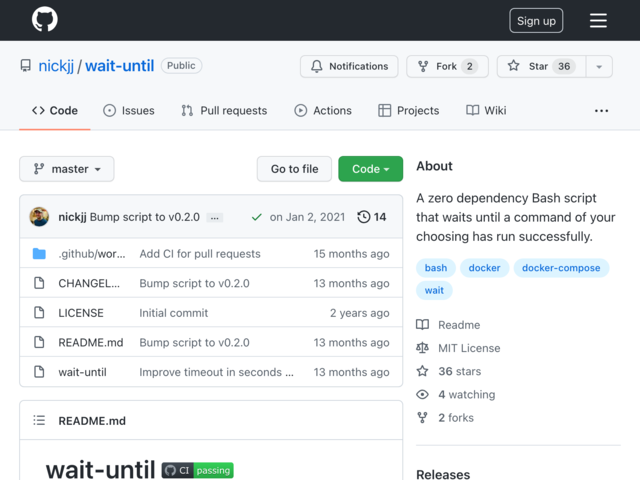 Sign up
nickjj / wait-until Public
Notifications Fork 2 Star 36
Code Issues Pull requests Actions Projects Wiki ...
master Go to file Code
nickjj Bump script to v0.2.0 ... on Jan 2, 2021 14
.github/wor... Add CI for pull requests 15 months ago
CHANGEL... Bump script to v0.2.0 13 months ago
LICENSE Initial commit 2 years ago
README.md Bump script to v0.2.0 13 months ago
wait-until Improve timeout in seconds ... 13 months ago
README.md
wait-until CI passing
About
A zero dependency Bash script
that waits until a command of your
choosing has run successfully.
bash docker docker-compose
wait
Readme
MIT License
36 stars
4 watching
2 forks
Releases